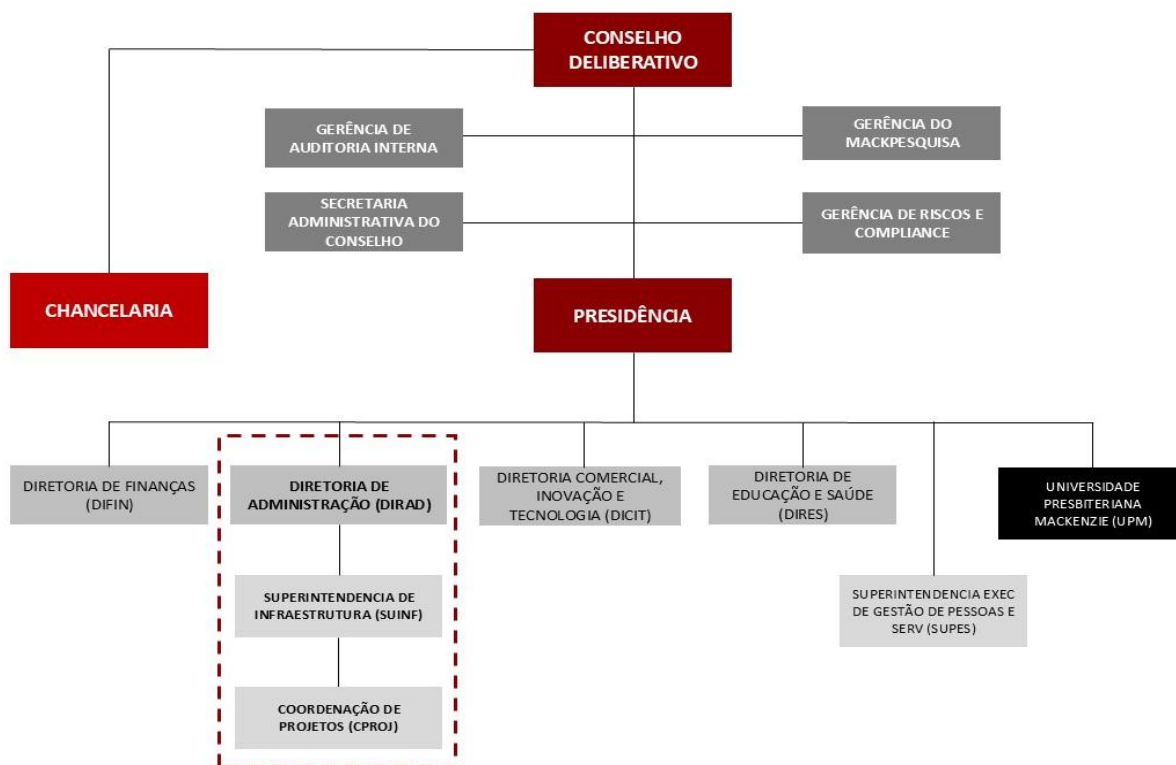 CONSELHO
DELIBERATIVO
GERÊNCIA DE
AUDITORIA INTERNA
GERÊNCIA DO
MACKPESQUISA
SECRETARIA
ADMINISTRATIVA DO
CONSELHO
GERÊNCIA DE RISCOS E
COMPLIANCE
CHANCELARIA
PRESIDÊNCIA
DIRETORIA DE FINANÇAS
(DIFIN)
DIRETORIA DE
ADMINISTRAÇÃO (DIRAD)
DIRETORIA COMERCIAL,
INOVAÇÃO E
TECNOLOGIA (DICIT)
DIRETORIA DE
EDUCAÇÃO E SAÚDE
(DIRES)
UNIVERSIDADE
PRESBITERIANA
MACKENZIE (UPM)
SUPERINTENDENCIA DE
INFRAESTRUTURA (SUINF)
SUPERINTENDENCIA EXEC
DE GESTÃO DE PESSOAS E
SERV (SUPES)
COORDENAÇÃO DE
PROJETOS (CPROJ)